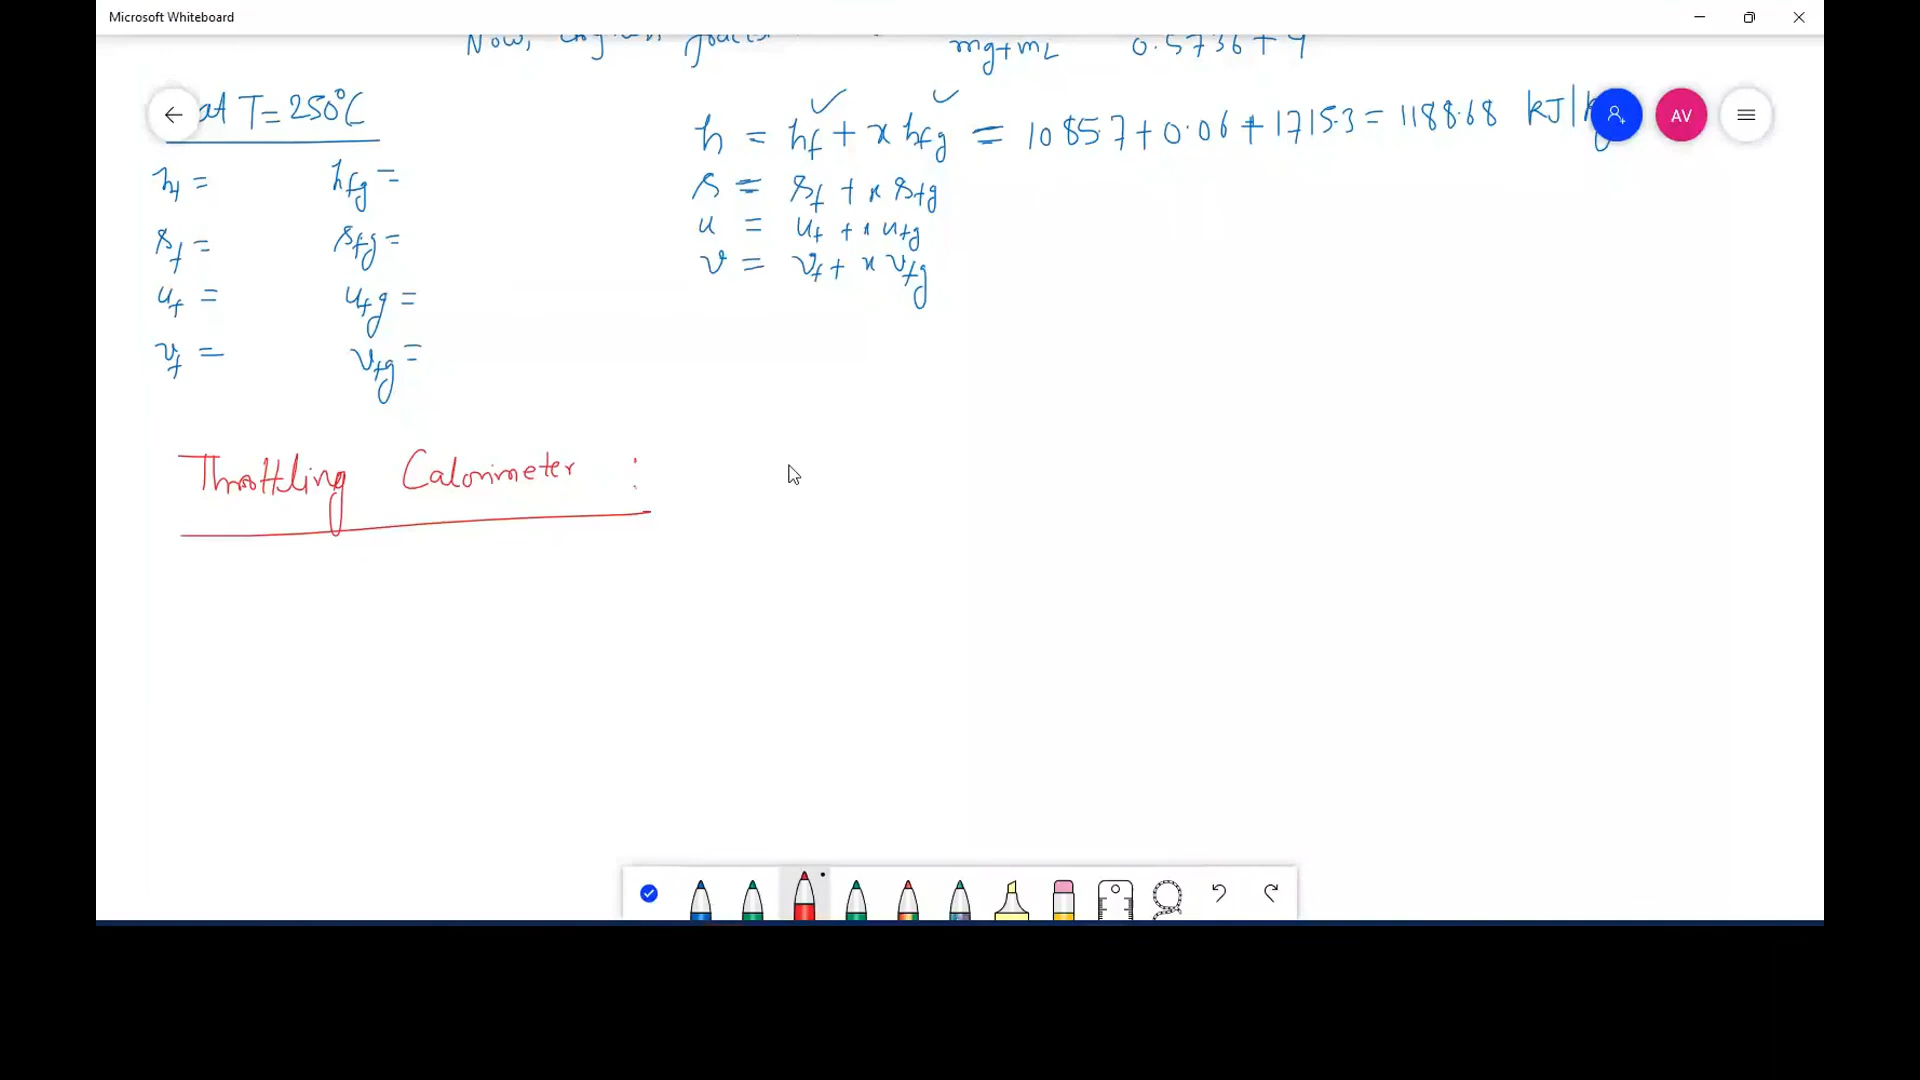 Microsoft Whiteboard
Now,
mg+mL 0.5736+4
at T=250°C
h = hf + x hfg = 1085.7+0.06+1715.3=1188.68 kJ/kg
AV
hf = hfg =
s = sf + x sfg
sf = sfg =
u = uf + x ufg
v = vf + x vfg
uf = ufg =
vf = vfg =
Throttling Calorimeter :